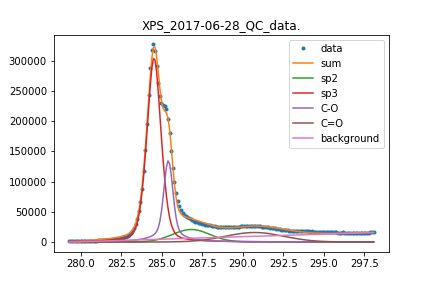 XPS_2017-06-28_QC_data.
300000
250000
200000
150000
100000
50000
0
280.0 282.5 285.0 287.5 290.0 292.5 295.0 297.5
data
sum
sp2
sp3
C-O
C=O
background